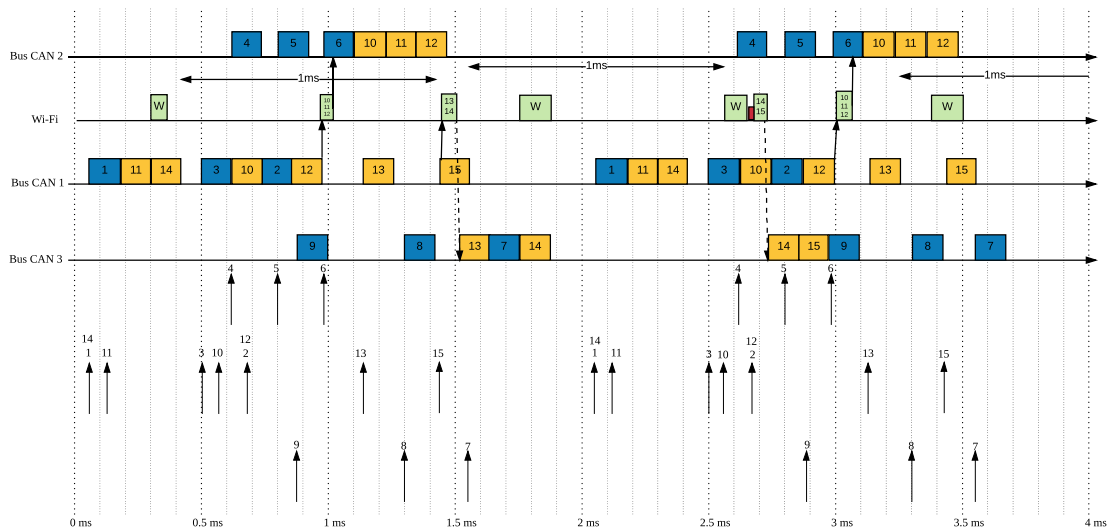 Bus CAN 2 4 5 6 10 11 12 4 5 6 10 11 12
1ms 1ms 1ms
Wi-Fi W 10 11 12 13 14 W W 14 15 10 11 12 W
Bus CAN 1 1 11 14 3 10 2 12 13 15 1 11 14 3 10 2 12 13 15
Bus CAN 3 9 8 13 7 14 14 15 9 8 7
4 5 6 4 5 6
14 12 14 12
1 11 3 10 2 13 15 1 11 3 10 2 13 15
9 8 7 9 8 7
0 ms 0.5 ms 1 ms 1.5 ms 2 ms 2.5 ms 3 ms 3.5 ms 4 ms